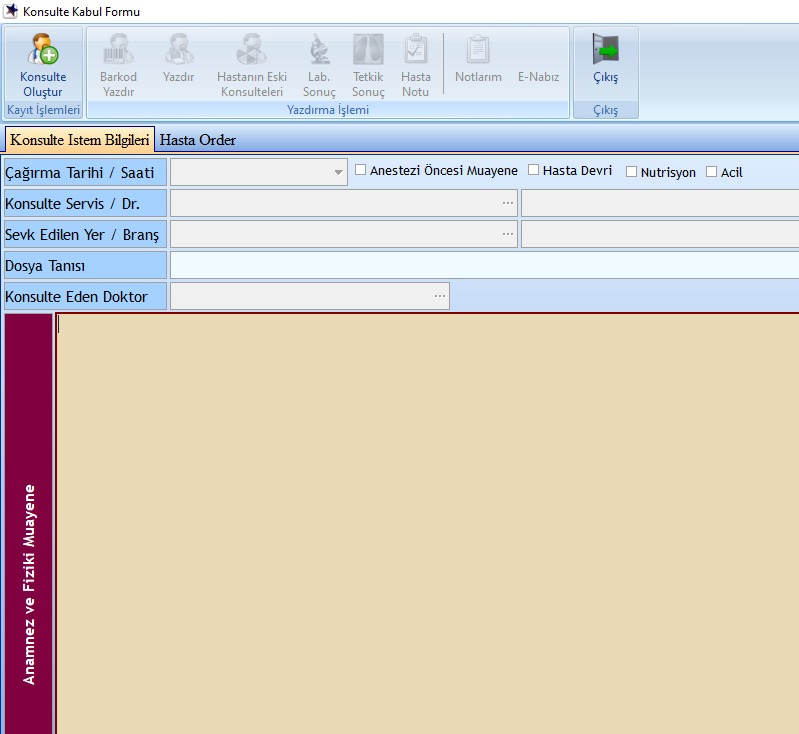 Konsulte Kabul Formu
Konsulte Oluştur
Barkod Yazdır
Yazdır
Hastanın Eski Konsulteleri
Lab. Sonuç
Tetkik Sonuç
Hasta Notu
Notlarım
E-Nabız
Çıkış
Kayıt İşlemleri
Yazdırma İşlemi
Çıkış
Konsulte Istem Bilgileri
Hasta Order
Çağırma Tarihi / Saati
Anestezi Öncesi Muayene
Hasta Devri
Nutrisyon
Acil
Konsulte Servis / Dr.
Sevk Edilen Yer / Branş
Dosya Tanısı
Konsulte Eden Doktor
Anamnez ve Fiziki Muayene